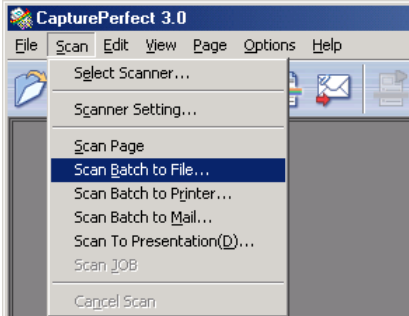 CapturePerfect 3.0
File Scan Edit View Page Options Help
Select Scanner...
Scanner Setting...
Scan Page
Scan Batch to File...
Scan Batch to Printer...
Scan Batch to Mail...
Scan To Presentation(D)...
Scan JOB
Cancel Scan